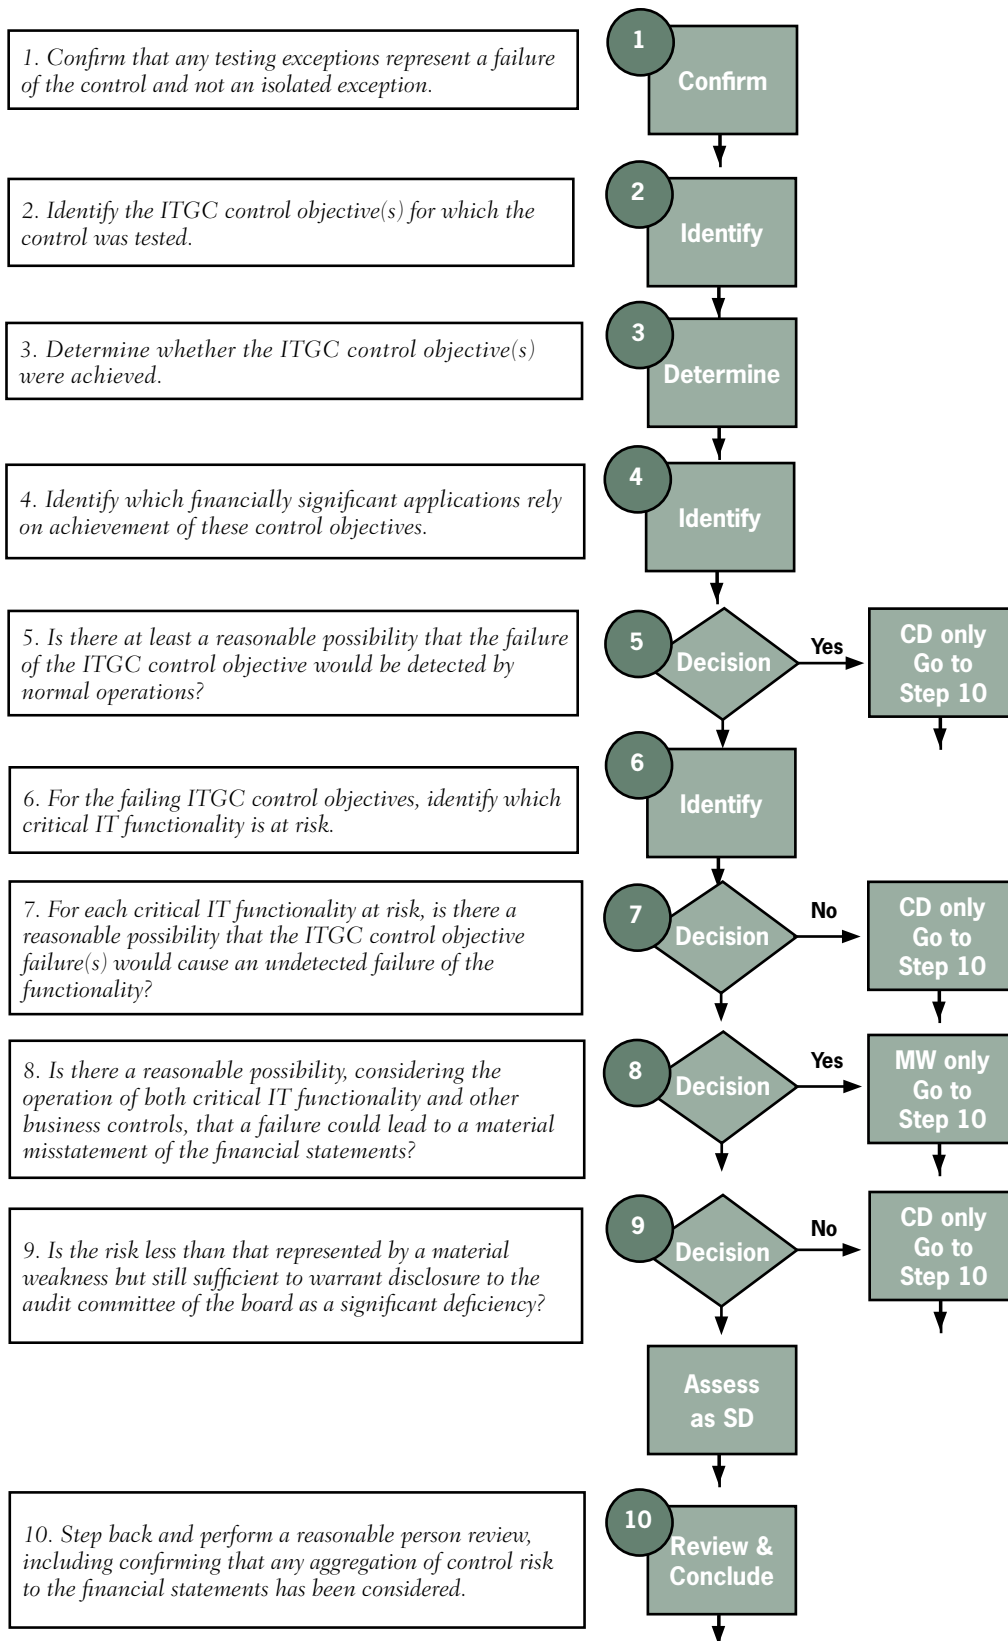 1. Confirm that any testing exceptions represent a failure
of the control and not an isolated exception.
1
Confirm
2. Identify the ITGC control objective(s) for which the
control was tested.
2
Identify
3. Determine whether the ITGC control objective(s)
were achieved.
3
Determine
4. Identify which financially significant applications rely
on achievement of these control objectives.
4
Identify
5. Is there at least a reasonable possibility that the failure
of the ITGC control objective would be detected by
normal operations?
5
Decision
Yes
CD only
Go to
Step 10
6. For the failing ITGC control objectives, identify which
critical IT functionality is at risk.
6
Identify
7. For each critical IT functionality at risk, is there a
reasonable possibility that the ITGC control objective
failure(s) would cause an undetected failure of the
functionality?
7
Decision
No
CD only
Go to
Step 10
8. Is there a reasonable possibility, considering the
operation of both critical IT functionality and other
business controls, that a failure could lead to a material
misstatement of the financial statements?
8
Decision
Yes
MW only
Go to
Step 10
9. Is the risk less than that represented by a material
weakness but still sufficient to warrant disclosure to the
audit committee of the board as a significant deficiency?
9
Decision
No
CD only
Go to
Step 10
Assess
as SD
10. Step back and perform a reasonable person review,
including confirming that any aggregation of control risk
to the financial statements has been considered.
10
Review &
Conclude